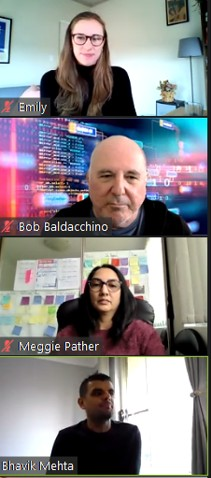 Emily
Bob Baldacchino
Meggie Pather
Bhavik Mehta